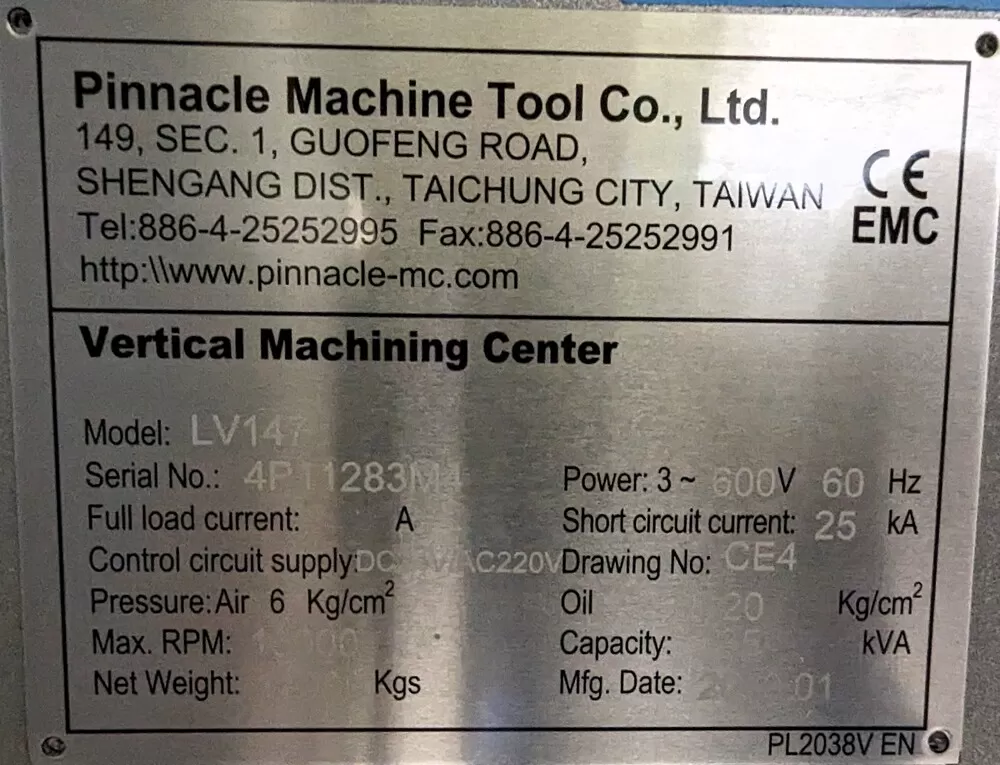 Pinnacle Machine Tool Co., Ltd.
149, SEC. 1, GUOFENG ROAD,
SHENGANG DIST., TAICHUNG CITY, TAIWAN
CE
EMC
Tel:886-4-25252995 Fax:886-4-25252991
http:\\www.pinnacle-mc.com
Vertical Machining Center
Model: LV147
Serial No.:
Power: 3 ~ 600V 60 Hz
Full load current: A
Short circuit current: 25 kA
Control circuit supply: AC220V
Drawing No: CE4
Pressure: Air 6 Kg/cm²
Oil 20 Kg/cm²
Max. RPM:
Capacity: kVA
Net Weight: Kgs
Mfg. Date:
PL2038V EN